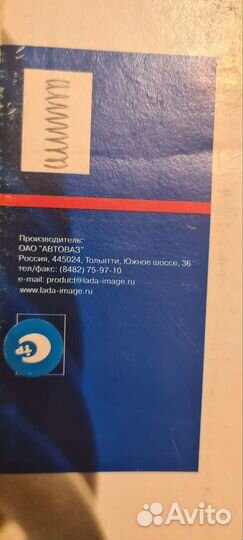 Производитель:
ОАО "АВТОВАЗ"
Россия, 445024, Тольятти, Южное шоссе, 36
тел/факс: (8482) 75-97-10
e-mail: product@lada-image.ru
www.lada-image.ru
Avito